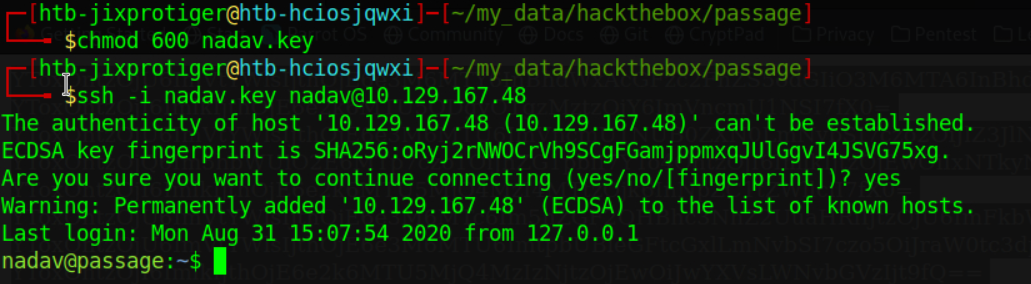 [htb-jixprotiger@htb-hciosjqwxi]─[~/my_data/hackthebox/passage]
$chmod 600 nadav.key
[htb-jixprotiger@htb-hciosjqwxi]─[~/my_data/hackthebox/passage]
$ssh -i nadav.key nadav@10.129.167.48
The authenticity of host '10.129.167.48 (10.129.167.48)' can't be established.
ECDSA key fingerprint is SHA256:oRyj2rNWOCrVh9SCgFGamjppmxqJUlGgvI4JSVG75xg.
Are you sure you want to continue connecting (yes/no/[fingerprint])? yes
Warning: Permanently added '10.129.167.48' (ECDSA) to the list of known hosts.
Last login: Mon Aug 31 15:07:54 2020 from 127.0.0.1
nadav@passage:~$